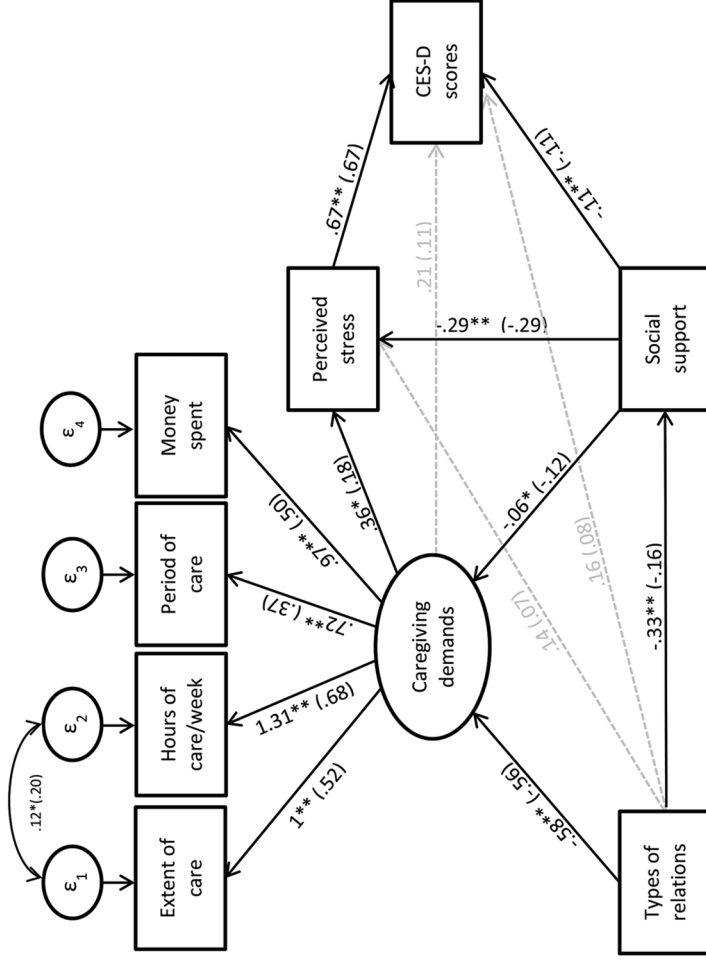 .12*(.20)
ε1
ε2
ε3
ε4
Extent of
care
Hours of
care/week
Period of
care
Money
spent
1** (.52)
1.31** (.68)
.72** (.37)
.97** (.50)
Caregiving
demands
.36* (.18)
Perceived
stress
.67** (.67)
CES-D
scores
.21 (.11)
-.29** (-.29)
-.11** (-.11)
-.06* (-.12)
.14 (.07)
.16 (.08)
-.58** (-.56)
-.33** (-.16)
Types of
relations
Social
support